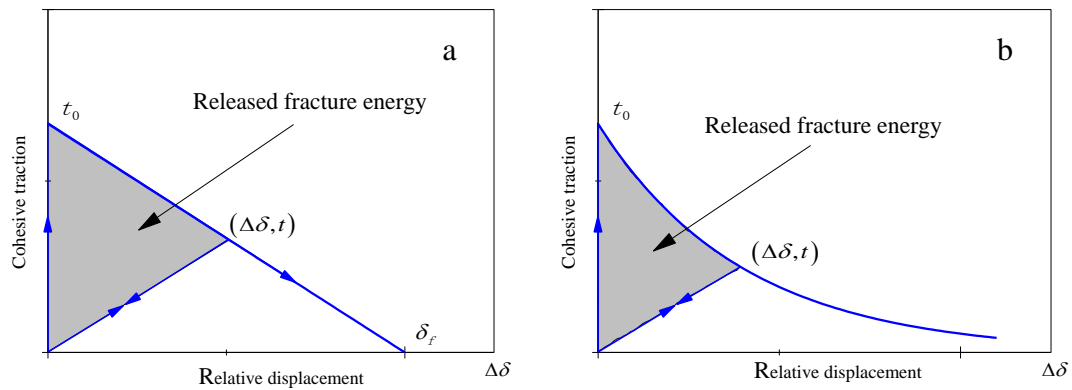 a
t₀
Released fracture energy
(Δδ,t)
δ_f
Cohesive traction
Relative displacement
Δδ
b
t₀
Released fracture energy
(Δδ,t)
Cohesive traction
Relative displacement
Δδ